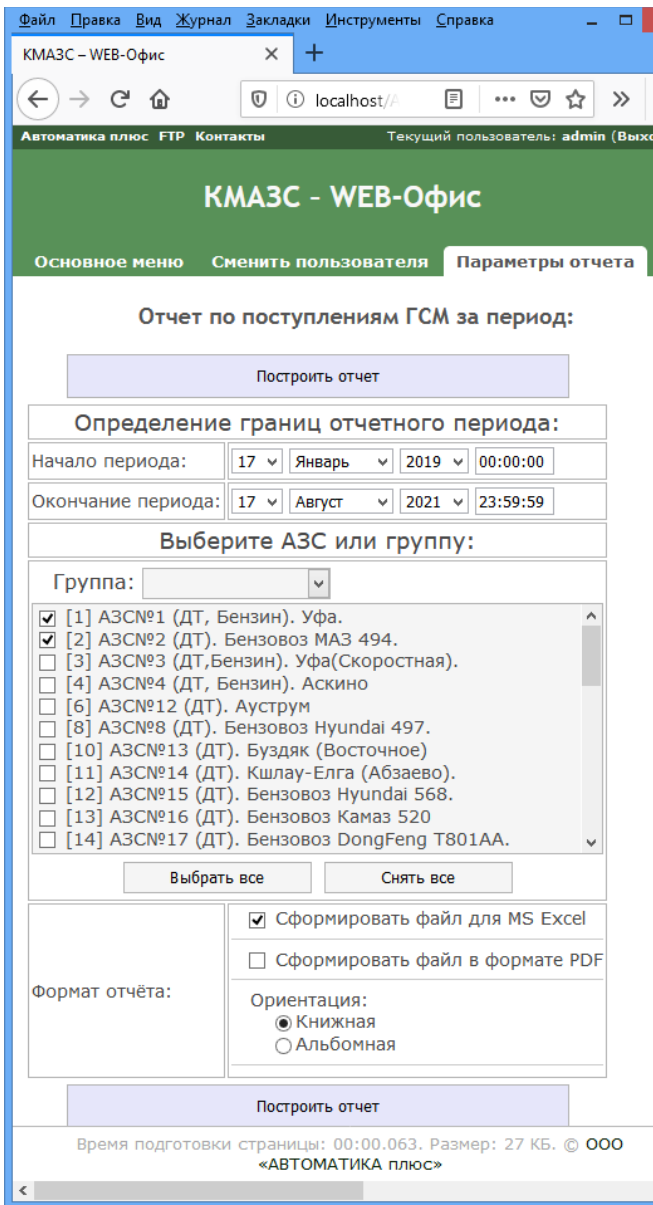 Файл Правка Вид Журнал Закладки Инструменты Справка
КМАЗС – WEB-Офис
localhost/
Автоматика плюс FTP Контакты Текущий пользователь: admin (Выхо
КМАЗС – WEB-Офис
Основное меню Сменить пользователя Параметры отчета
Отчет по поступлениям ГСМ за период:
Построить отчет
Определение границ отчетного периода:
Начало периода: 17 Январь 2019 00:00:00
Окончание периода: 17 Август 2021 23:59:59
Выберите АЗС или группу:
Группа:
[1] АЗС№1 (ДТ, Бензин). Уфа.
[2] АЗС№2 (ДТ). Бензовоз МАЗ 494.
[3] АЗС№3 (ДТ,Бензин). Уфа(Скоростная).
[4] АЗС№4 (ДТ, Бензин). Аскино
[6] АЗС№12 (ДТ). Ауструм
[8] АЗС№8 (ДТ). Бензовоз Hyundai 497.
[10] АЗС№13 (ДТ). Буздяк (Восточное)
[11] АЗС№14 (ДТ). Кшлау-Елга (Абзаево).
[12] АЗС№15 (ДТ). Бензовоз Hyundai 568.
[13] АЗС№16 (ДТ). Бензовоз Камаз 520
[14] АЗС№17 (ДТ). Бензовоз DongFeng T801AA.
Выбрать все Снять все
Формат отчёта:
Сформировать файл для MS Excel
Сформировать файл в формате PDF
Ориентация:
Книжная
Альбомная
Построить отчет
Время подготовки страницы: 00:00.063. Размер: 27 КБ. © ООО
«АВТОМАТИКА плюс»